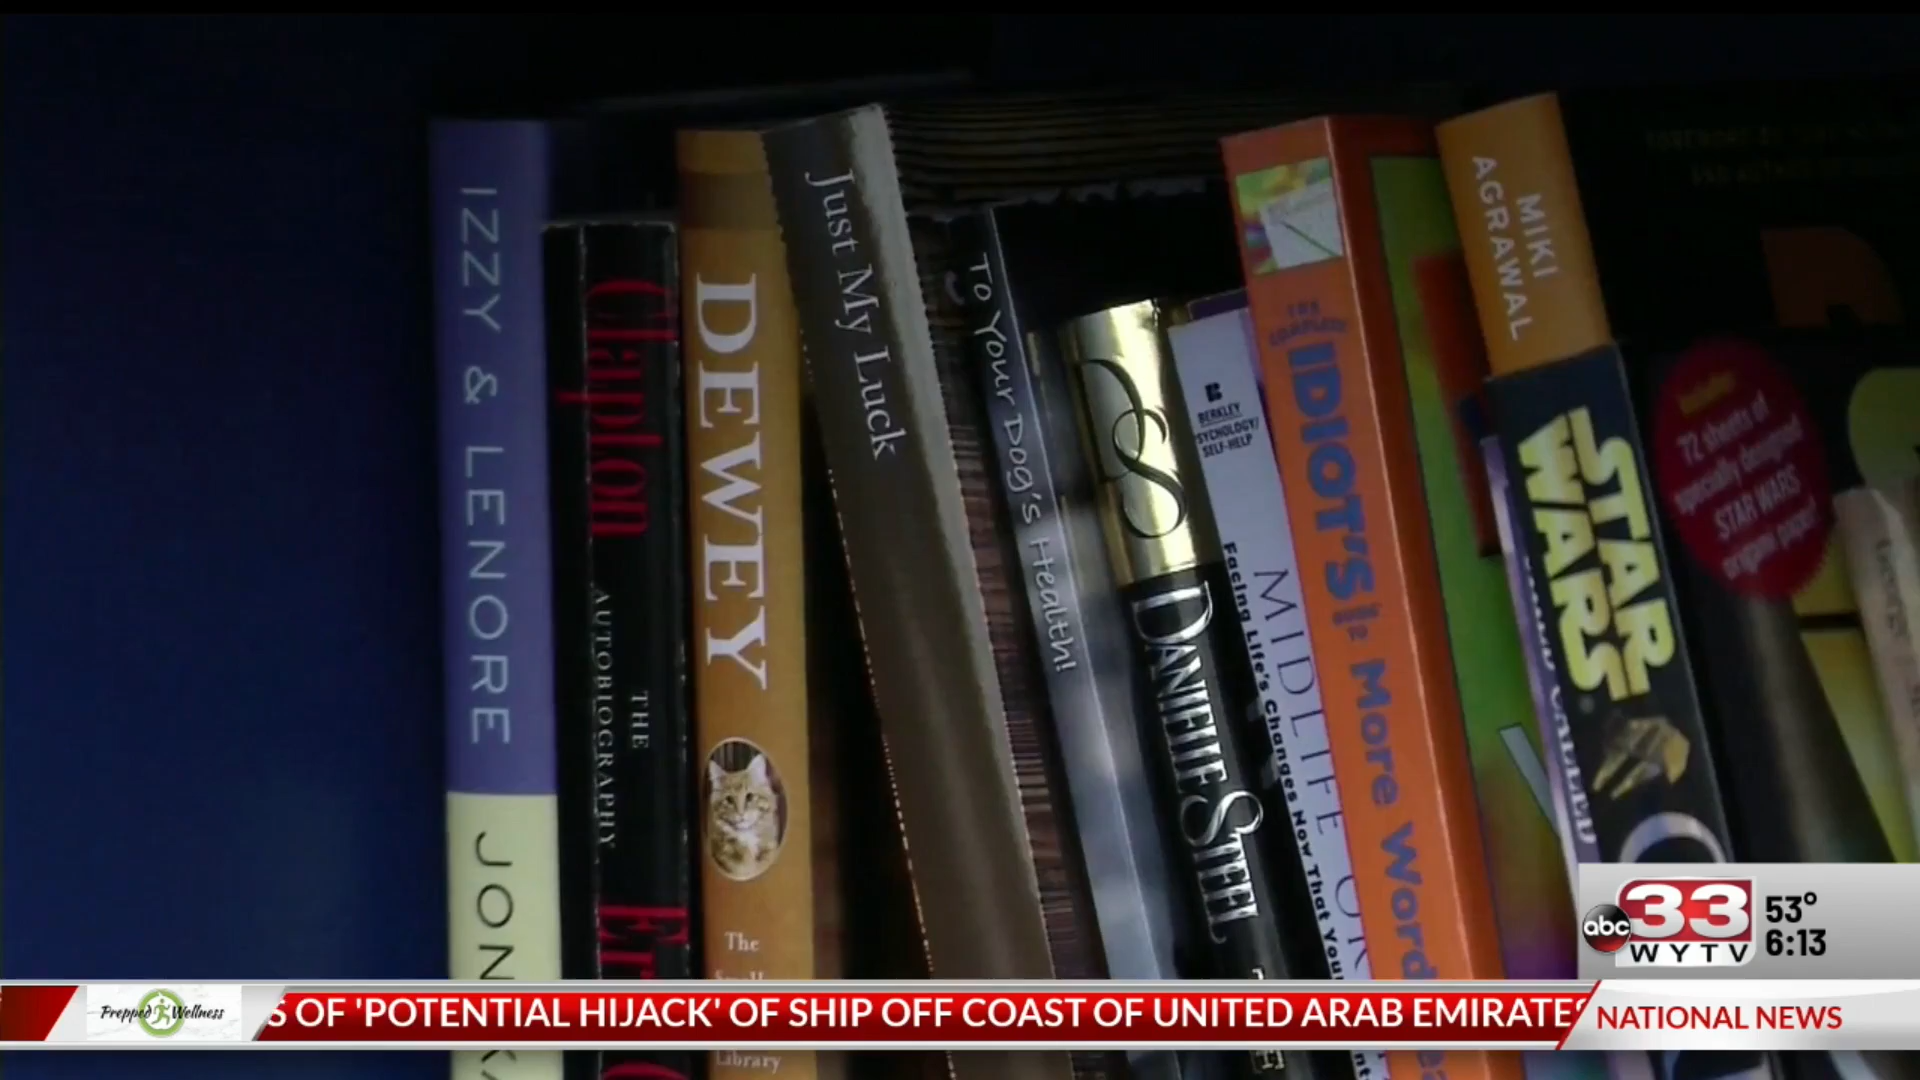 IZZY & LENORE
JON
Clapton
THE
AUTOBIOGRAPHY
DEWEY
The
Library
Just My Luck
To Your Dog's Health!
DS
DANIELLE STEEL
BERKLEY
PSYCHOLOGY/
SELF-HELP
MIDLIFE
Facing Life's Changes Now That You
THE
COMPLETE
IDIOT'S
More Word
MIKI
AGRAWAL
STAR
WARS
72 sheets of
specially designed
STAR WARS
origami paper!
abc
33
WYTV
53°
6:13
Prepped Wellness
S OF 'POTENTIAL HIJACK' OF SHIP OFF COAST OF UNITED ARAB EMIRATES
NATIONAL NEWS